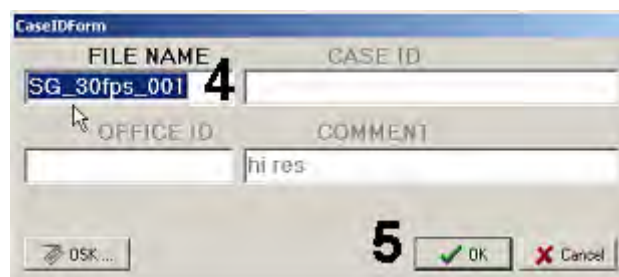 CaseIDForm
FILE NAME CASE ID
SG_30fps_001 4
OFFICE ID COMMENT
hi res
OSK... 5 OK Cancel